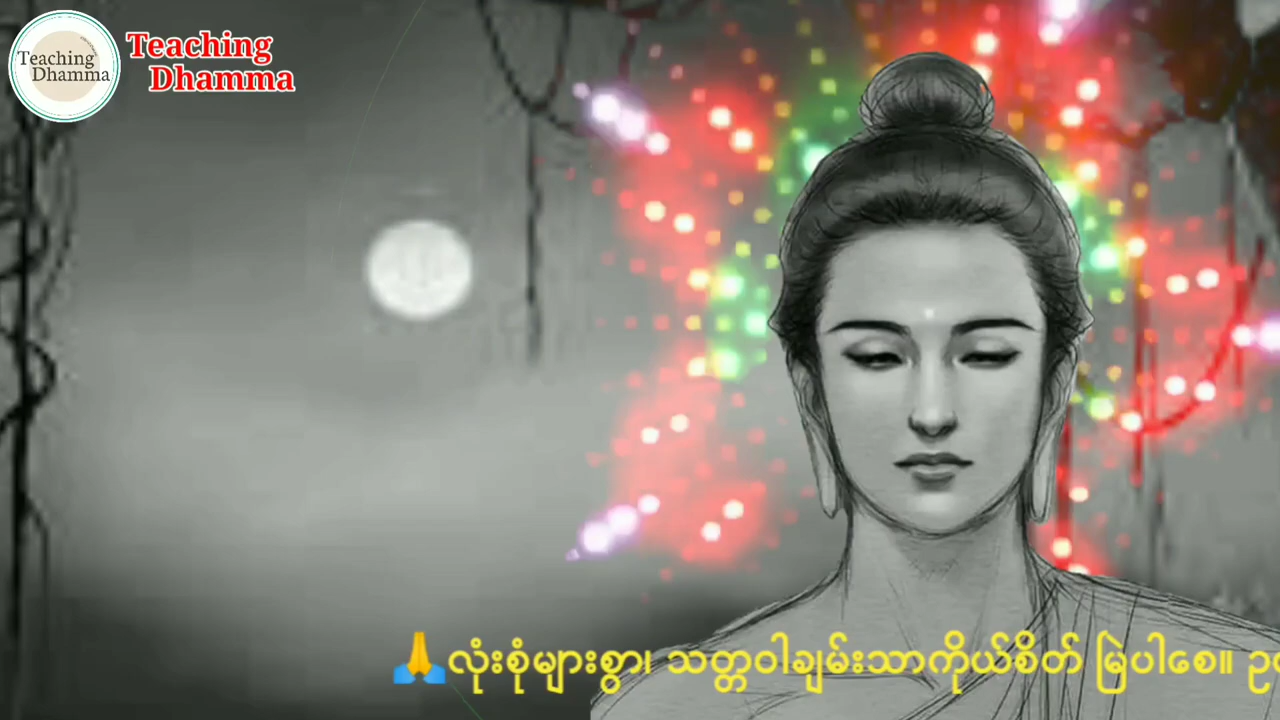 Teaching
Dhamma
Teaching
Dhamma
🙏လုံးစုံများစွာ၊ သတ္တဝါချမ်းသာကိုယ်စိတ် မြဲပါစေ။